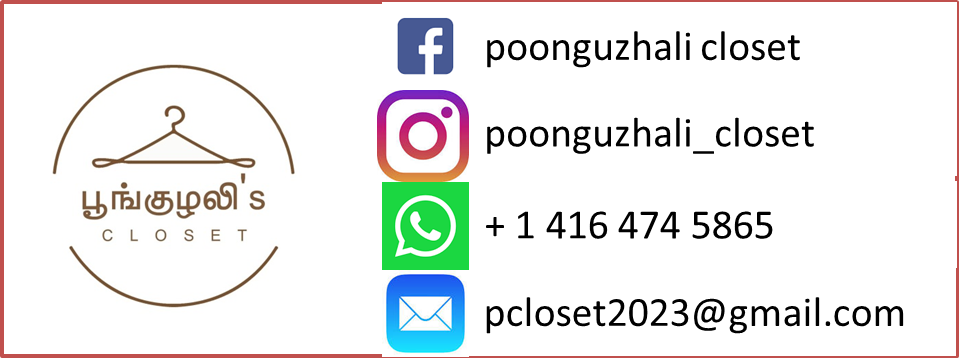 பூங்குழலி's
CLOSET
poonguzhali closet
poonguzhali_closet
+ 1 416 474 5865
pcloset2023@gmail.com